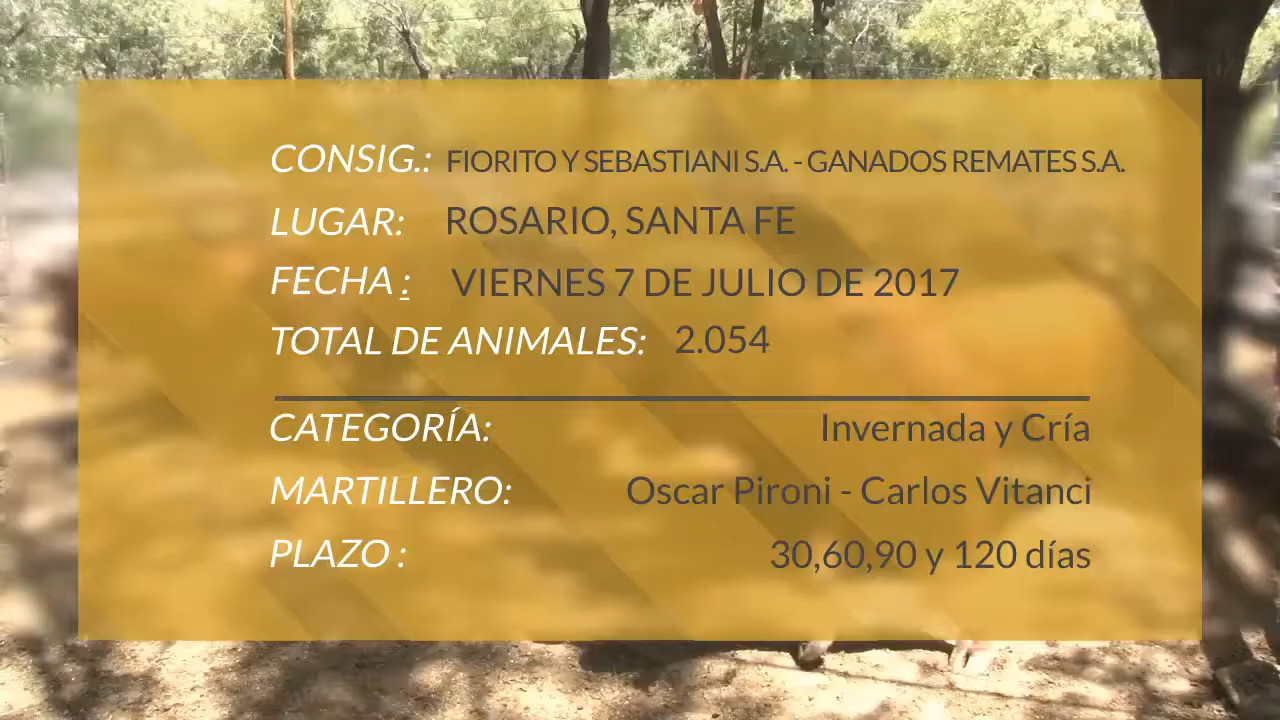 CONSIG.: FIORITO Y SEBASTIANI S.A. - GANADOS REMATES S.A.
LUGAR: ROSARIO, SANTA FE
FECHA : VIERNES 7 DE JULIO DE 2017
TOTAL DE ANIMALES: 2.054
CATEGORÍA: Invernada y Cría
MARTILLERO: Oscar Pironi - Carlos Vitanci
PLAZO : 30,60,90 y 120 días